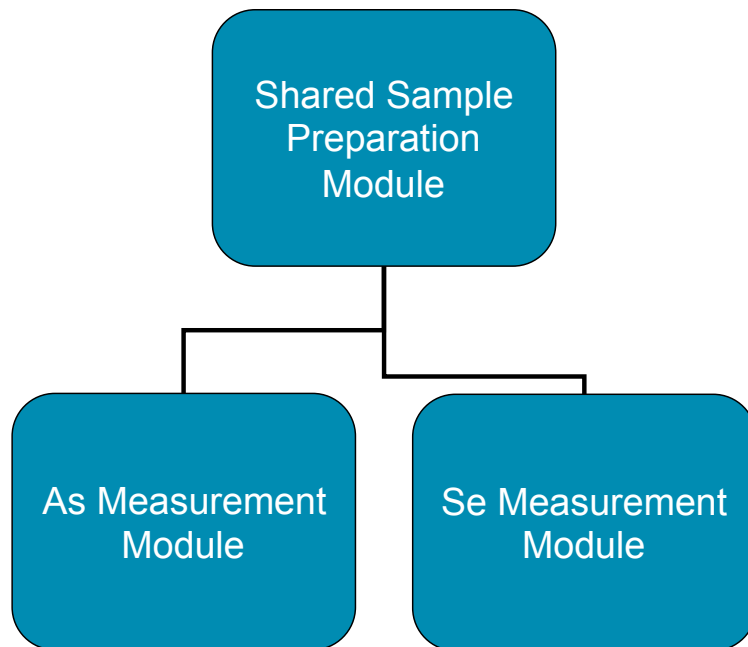 Shared Sample
Preparation
Module
As Measurement
Module
Se Measurement
Module